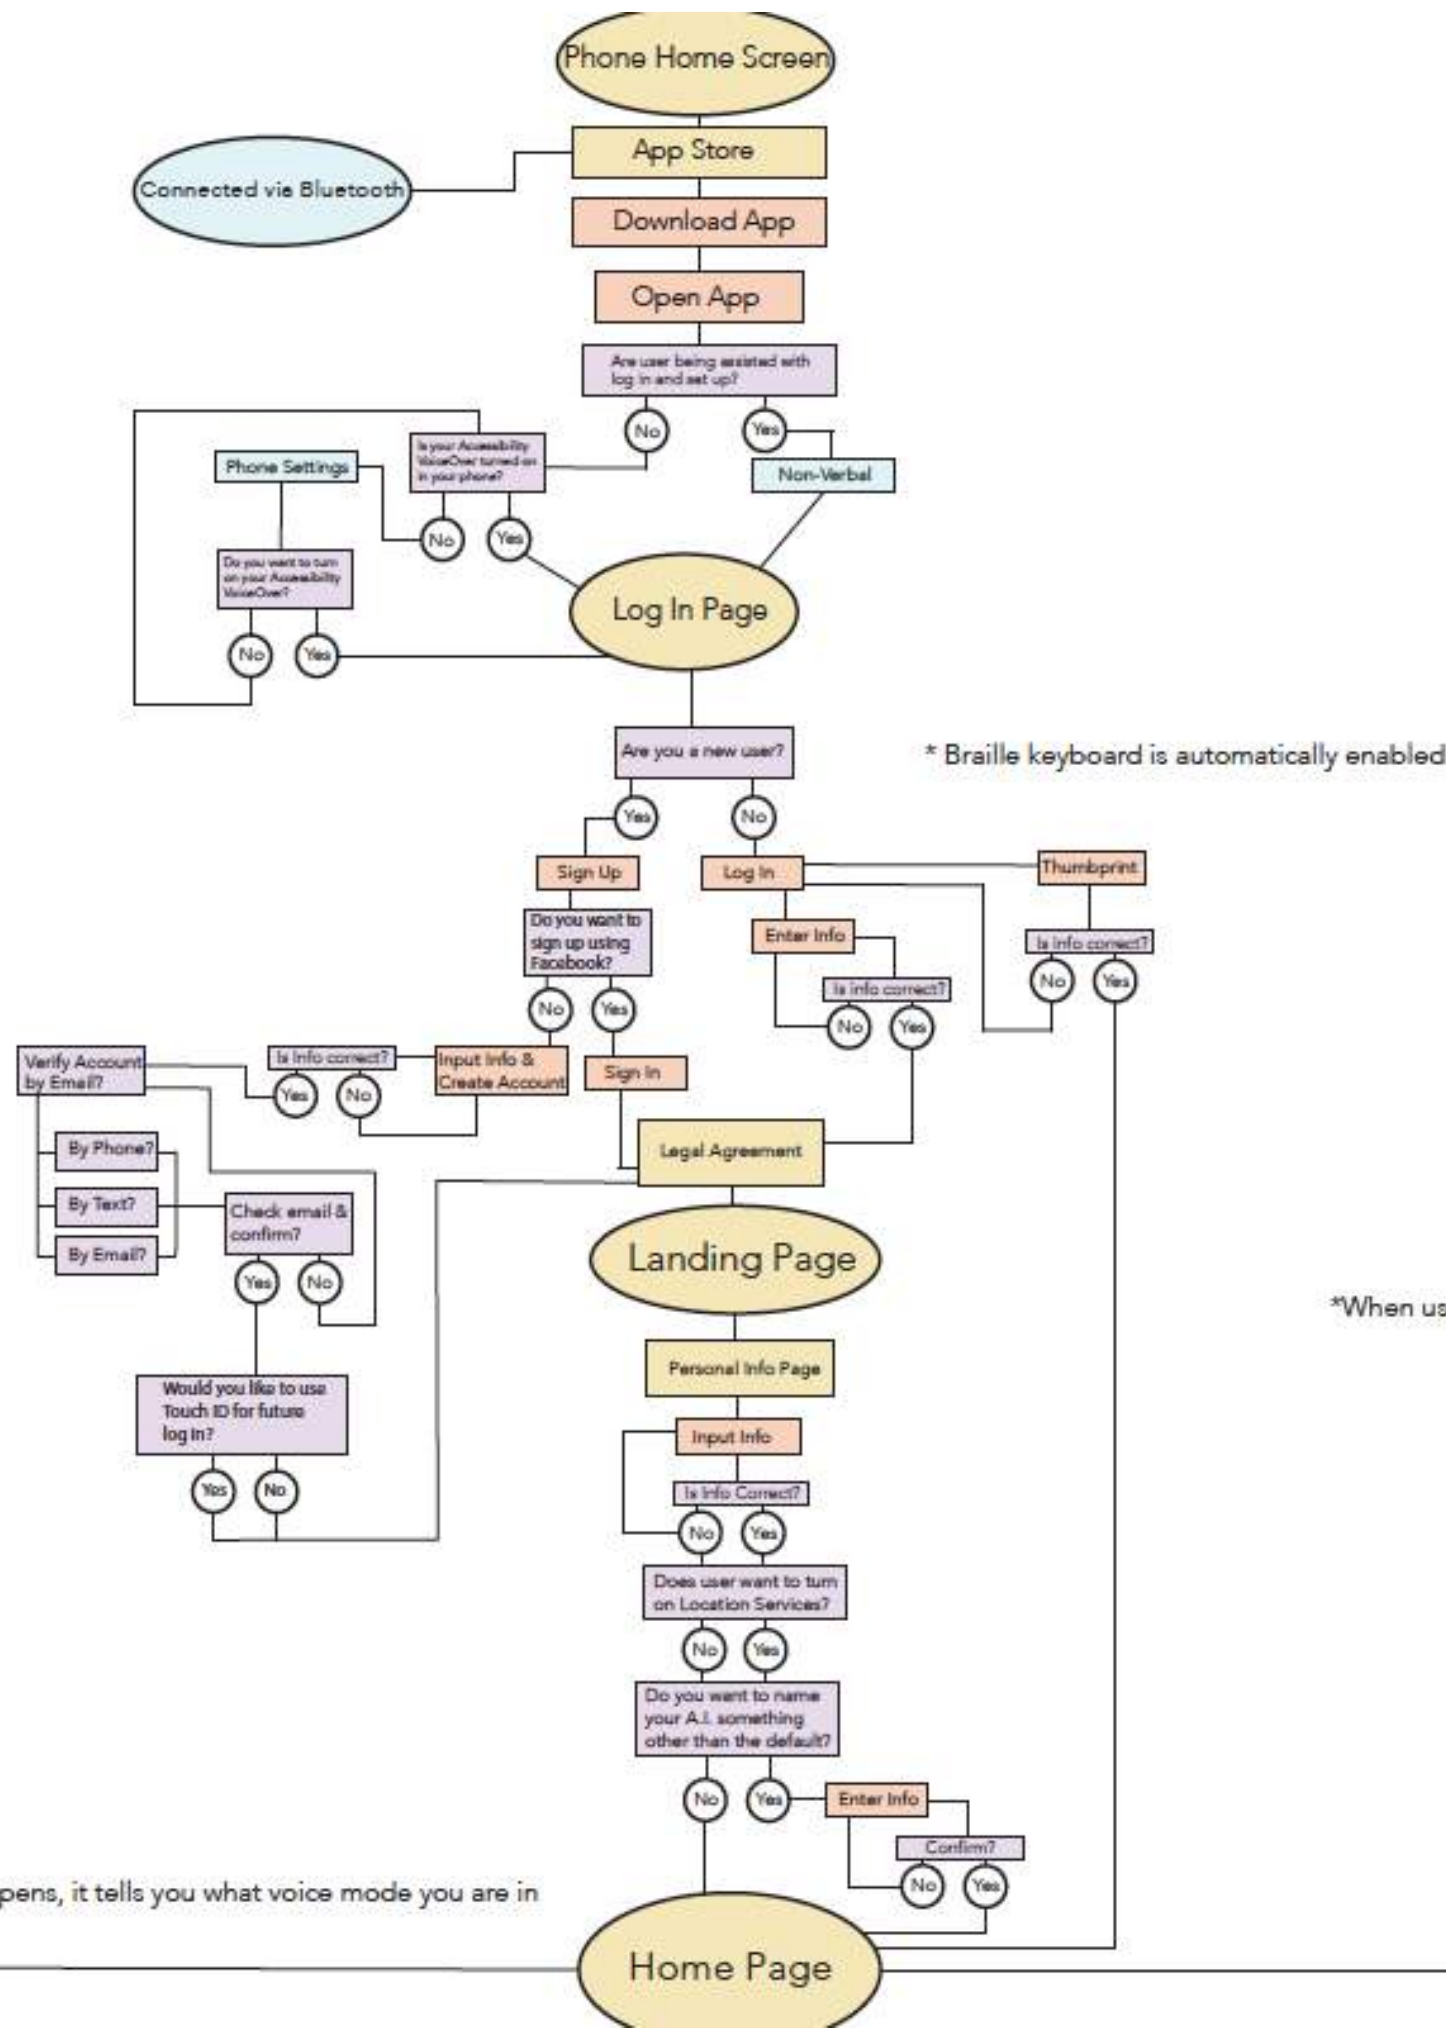 Phone Home Screen
App Store
Connected via Bluetooth
Download App
Open App
Are user being assisted with
log in and set up?
No
Yes
Is your Accessibility
VoiceOver turned on
in your phone?
Phone Settings
Non-Verbal
No
Yes
Do you want to turn
on your Accessibility
VoiceOver?
Log In Page
No
Yes
Are you a new user?
* Braille keyboard is automatically enabled
Yes
No
Sign Up
Log In
Thumbprint
Do you want to
sign up using
Facebook?
Enter Info
Is info correct?
No
Yes
Is info correct?
No
Yes
No
Yes
Verify Account
by Email?
Is Info correct?
Input Info &
Create Account
Sign In
Yes
No
By Phone?
Legal Agreement
By Text?
Check email &
confirm?
By Email?
Landing Page
Yes
No
*When us
Personal Info Page
Would you like to use
Touch ID for future
log in?
Input Info
Is Info Correct?
Yes
No
No
Yes
Does user want to turn
on Location Services?
No
Yes
Do you want to name
your A.I. something
other than the default?
No
Yes
Enter Info
Confirm?
No
Yes
pens, it tells you what voice mode you are in
Home Page